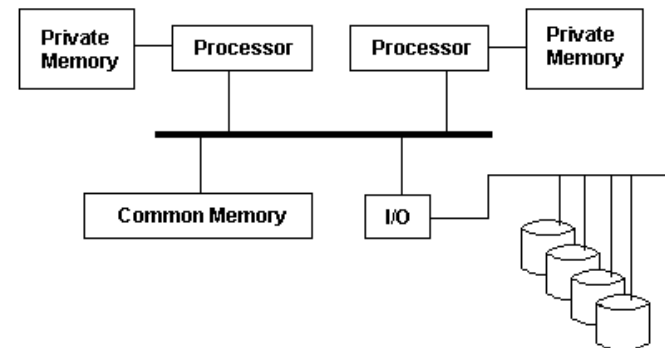 Private
Memory
Processor
Processor
Private
Memory
Common Memory
I/O